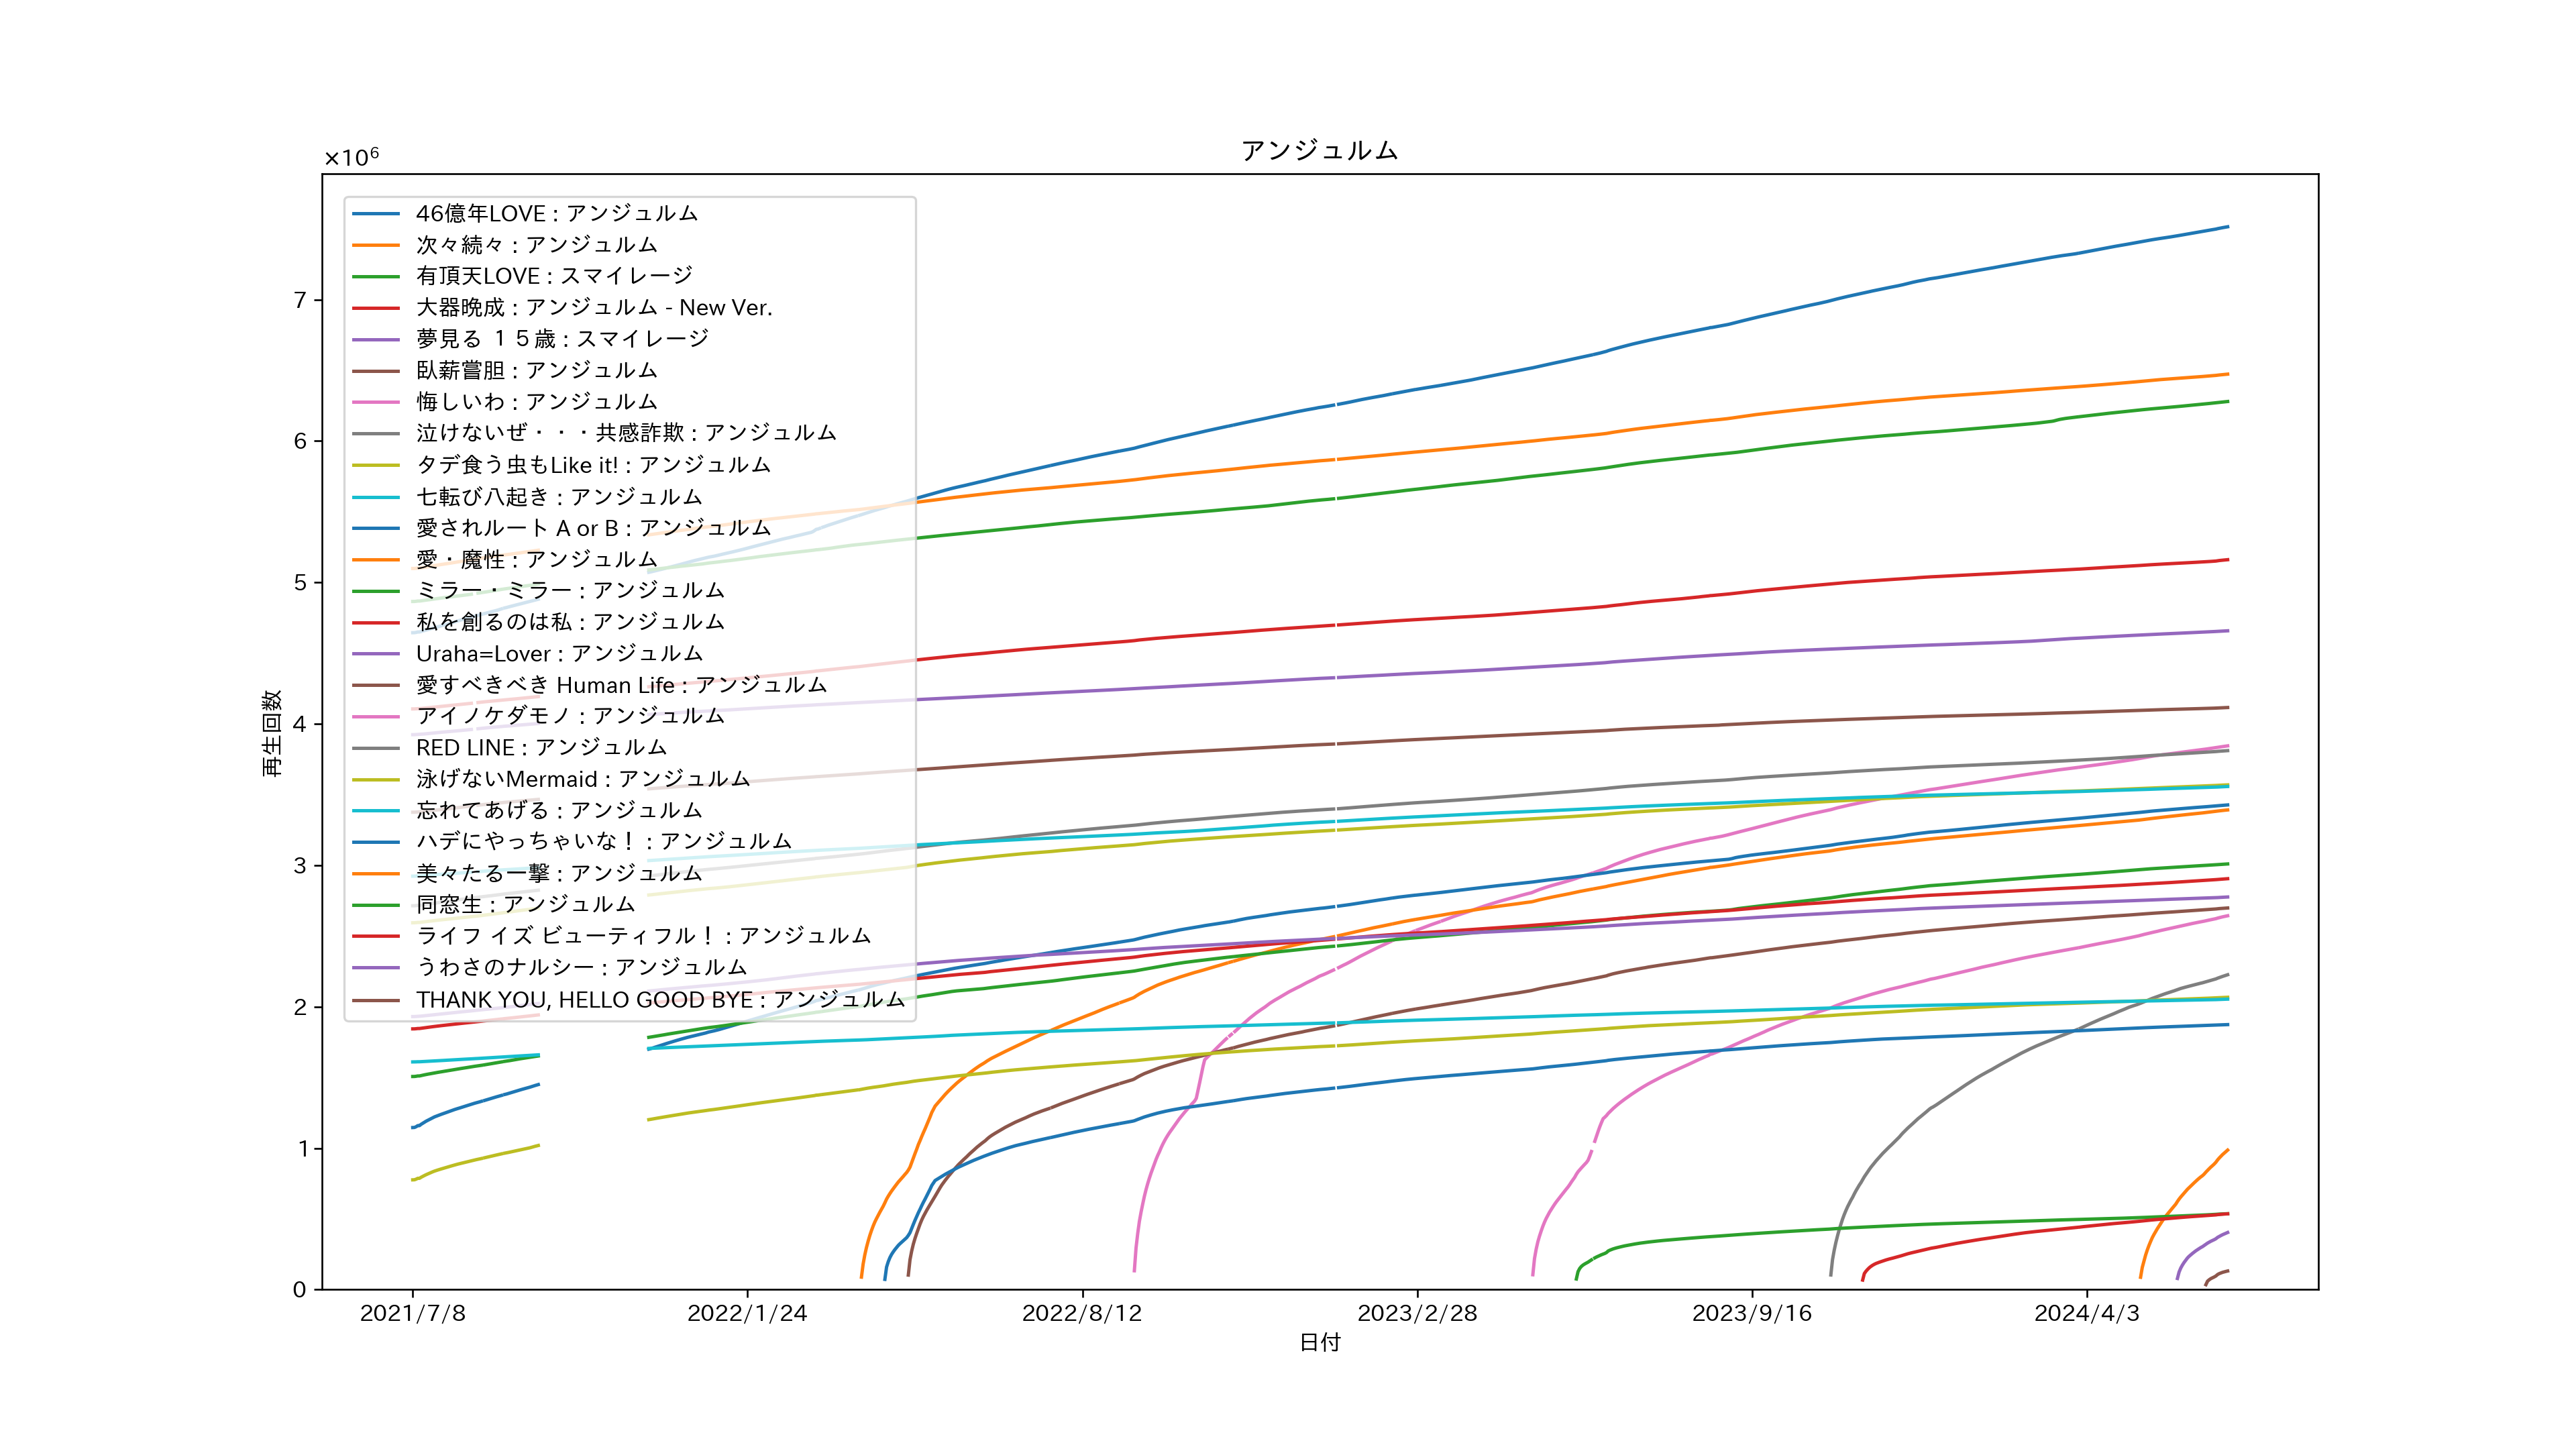 アンジュルム
×10⁶
46億年LOVE : アンジュルム
次々続々 : アンジュルム
有頂天LOVE : スマイレージ
大器晩成 : アンジュルム - New Ver.
夢見る １５歳 : スマイレージ
臥薪嘗胆 : アンジュルム
悔しいわ : アンジュルム
泣けないぜ・・・共感詐欺 : アンジュルム
タデ食う虫もLike it! : アンジュルム
七転び八起き : アンジュルム
愛されルート A or B : アンジュルム
愛・魔性 : アンジュルム
ミラー・ミラー : アンジュルム
私を創るのは私 : アンジュルム
Uraha=Lover : アンジュルム
愛すべきべき Human Life : アンジュルム
アイノケダモノ : アンジュルム
RED LINE : アンジュルム
泳げないMermaid : アンジュルム
忘れてあげる : アンジュルム
ハデにやっちゃいな！ : アンジュルム
美々たる一撃 : アンジュルム
同窓生 : アンジュルム
ライフ イズ ビューティフル！ : アンジュルム
うわさのナルシー : アンジュルム
THANK YOU, HELLO GOOD BYE : アンジュルム
7
6
5
4
3
2
1
0
再生回数
2021/7/8
2022/1/24
2022/8/12
2023/2/28
2023/9/16
2024/4/3
日付